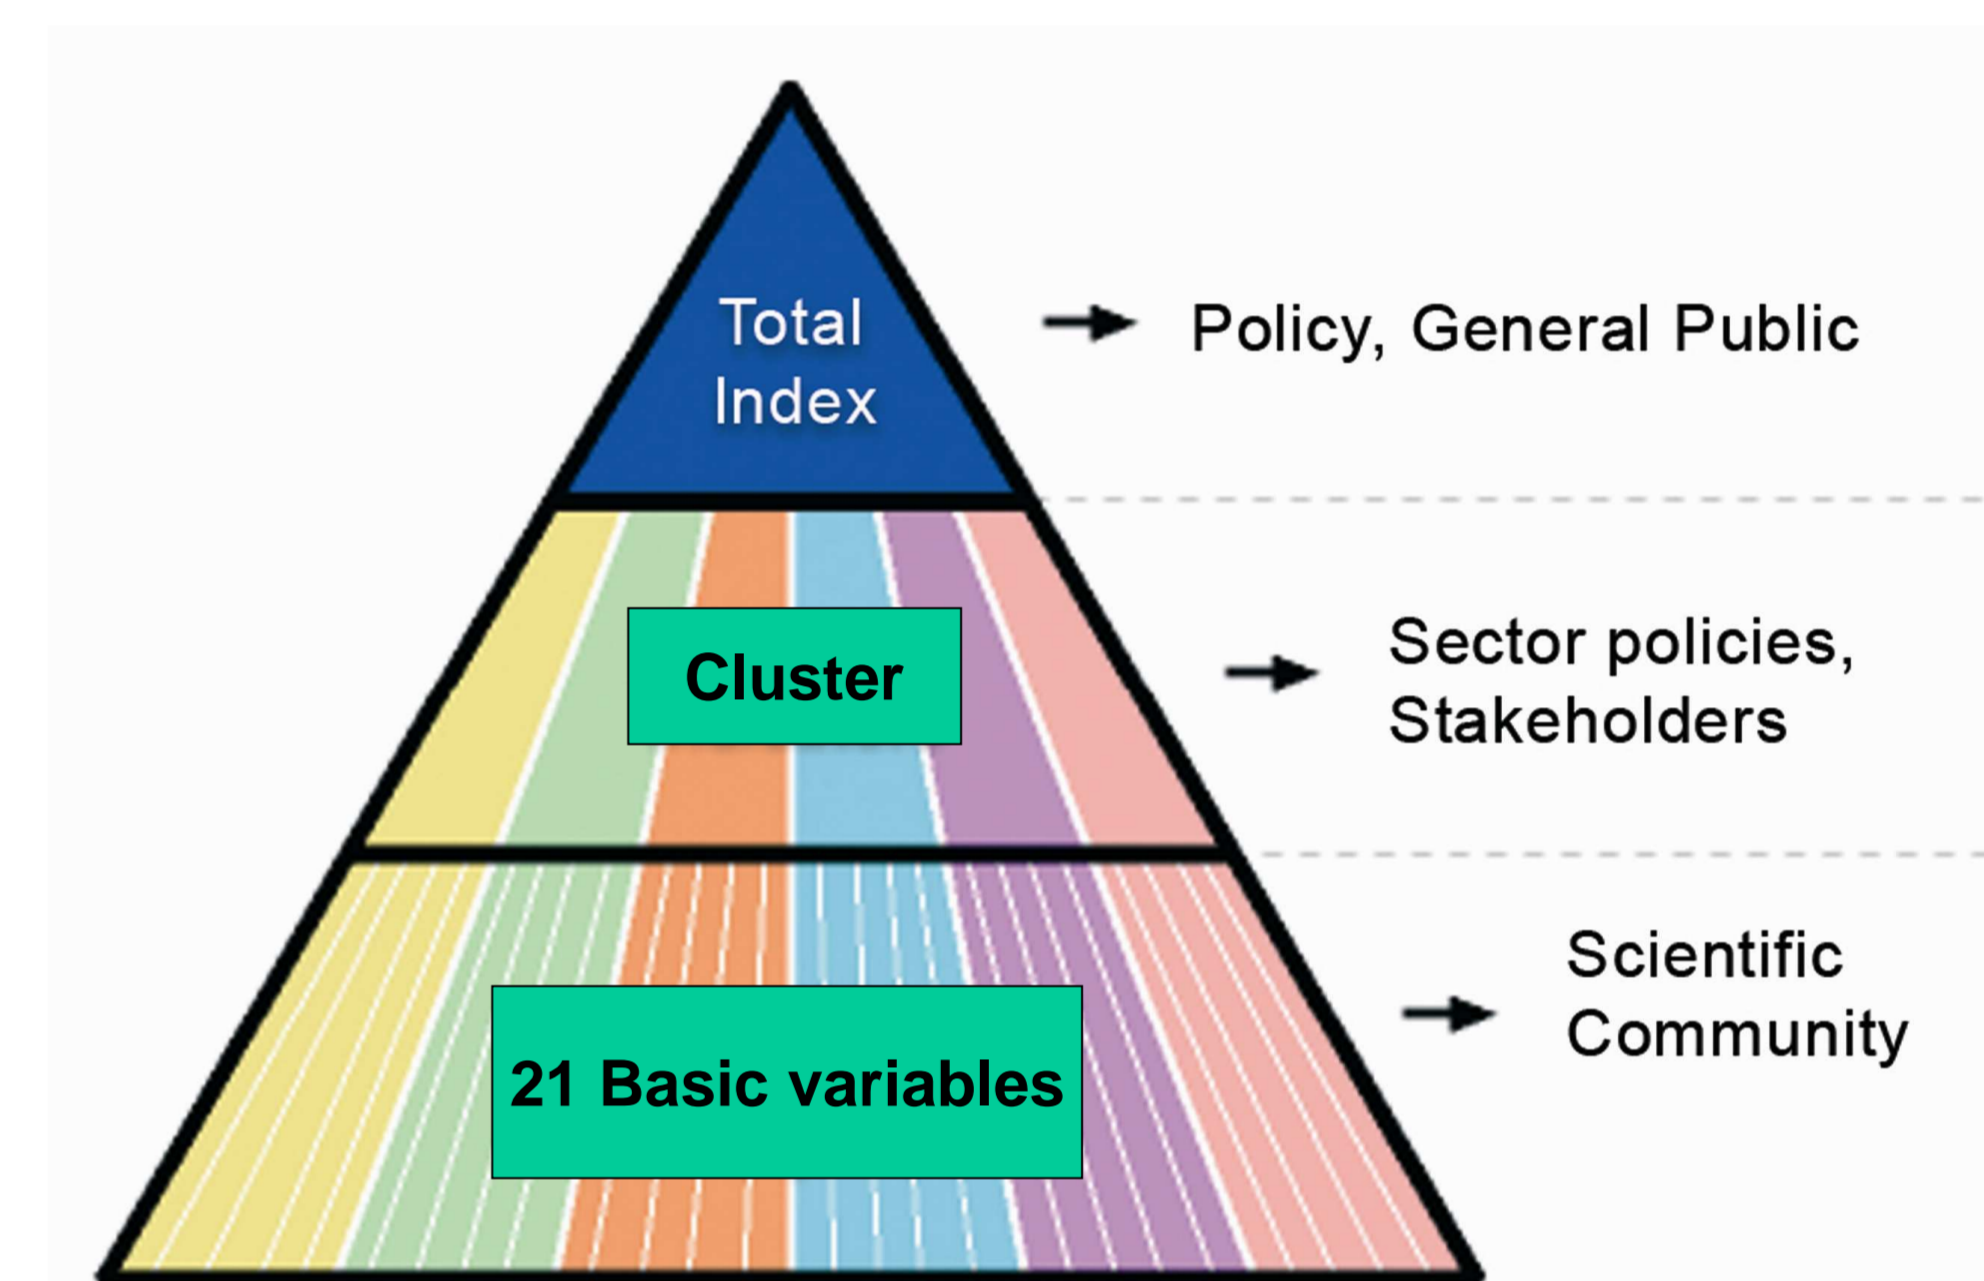 Total
Index
Policy, General Public
Cluster
Sector policies,
Stakeholders
21 Basic variables
Scientific
Community